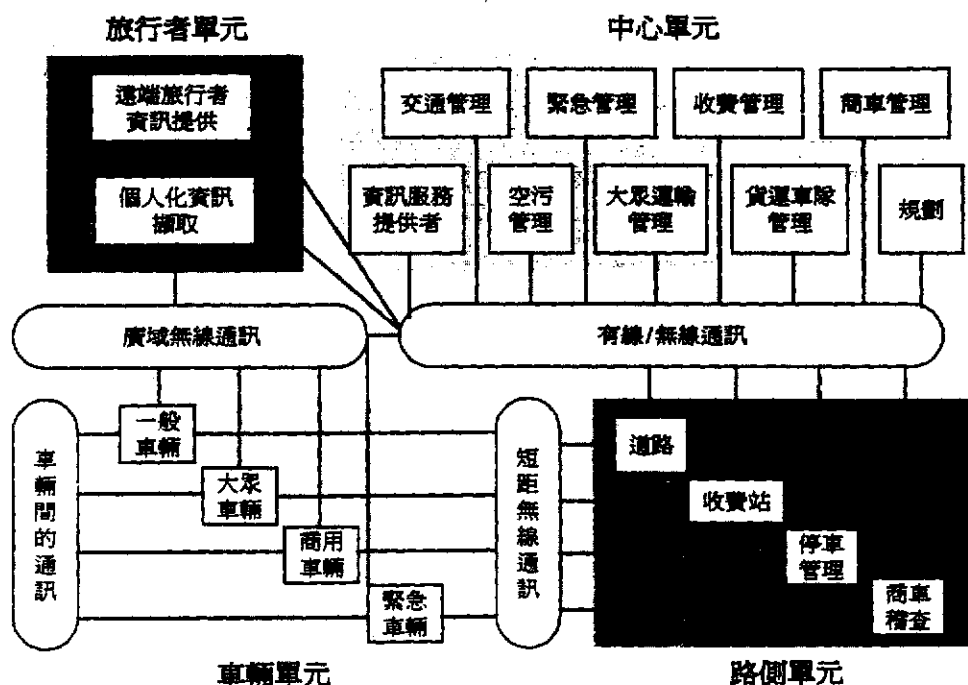 旅行者單元
中心單元
遠端旅行者
資訊提供
個人化資訊
擷取
交通管理
緊急管理
收費管理
商車管理
資訊服務
提供者
空污
管理
大眾運輸
管理
貨運車隊
管理
規劃
廣域無線通訊
有線/無線通訊
車輛間的通訊
一般
車輛
大眾
車輛
商用
車輛
緊急
車輛
短距無線通訊
道路
收費站
停車
管理
商車
稽查
車輛單元
路側單元